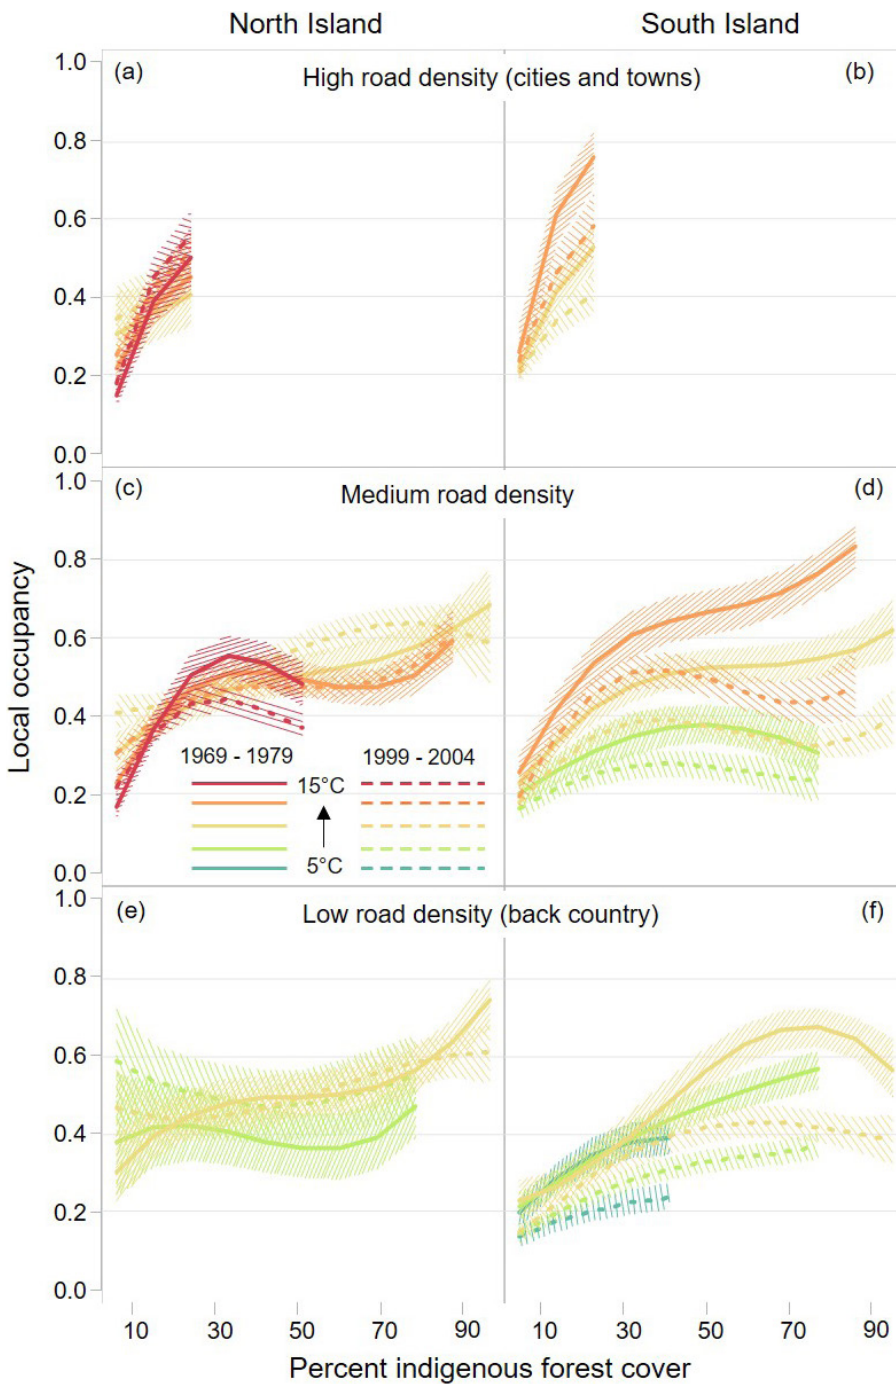 North Island South Island
(a) High road density (cities and towns) (b)
1.0
0.8
0.6
0.4
0.2
0.0
(c) Medium road density (d)
1.0
0.8
0.6
0.4
0.2
0.0
Local occupancy
1969 - 1979 1999 - 2004
15°C
5°C
(e) Low road density (back country) (f)
1.0
0.8
0.6
0.4
0.2
0.0
10 30 50 70 90 10 30 50 70 90
Percent indigenous forest cover